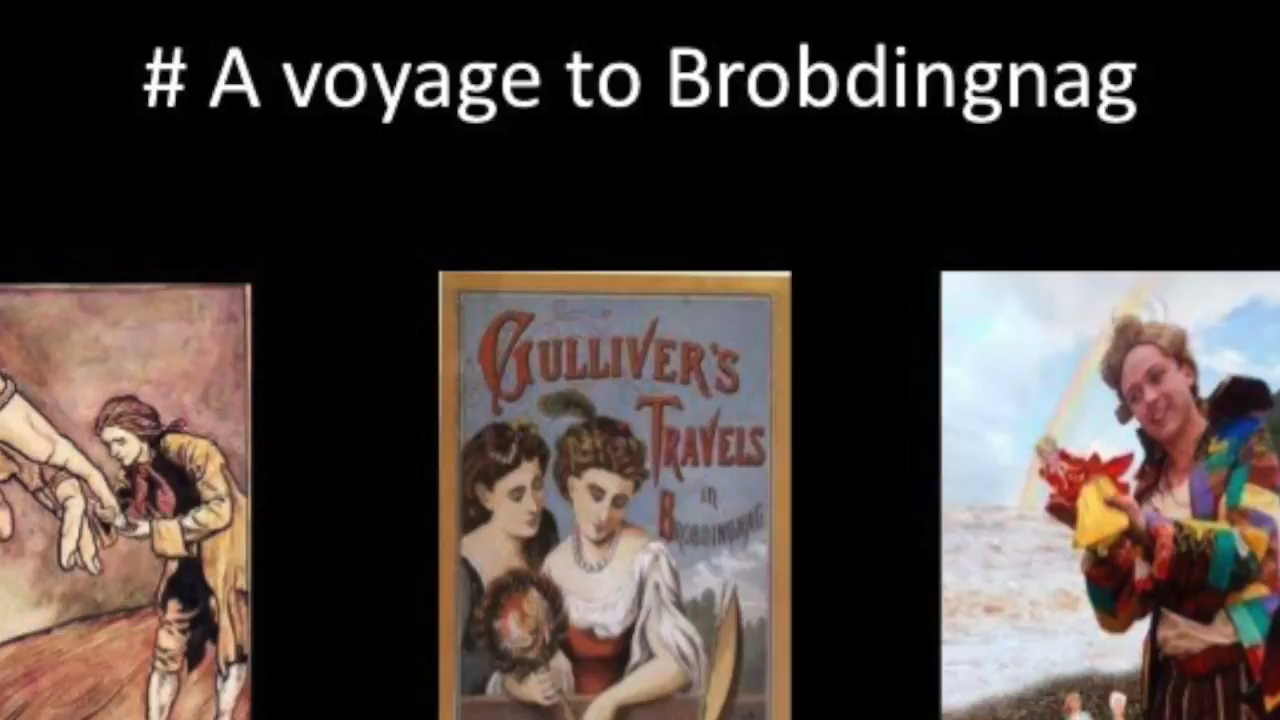 # A voyage to Brobdingnag
GULLIVER'S
TRAVELS
in
BROBDINGNAG